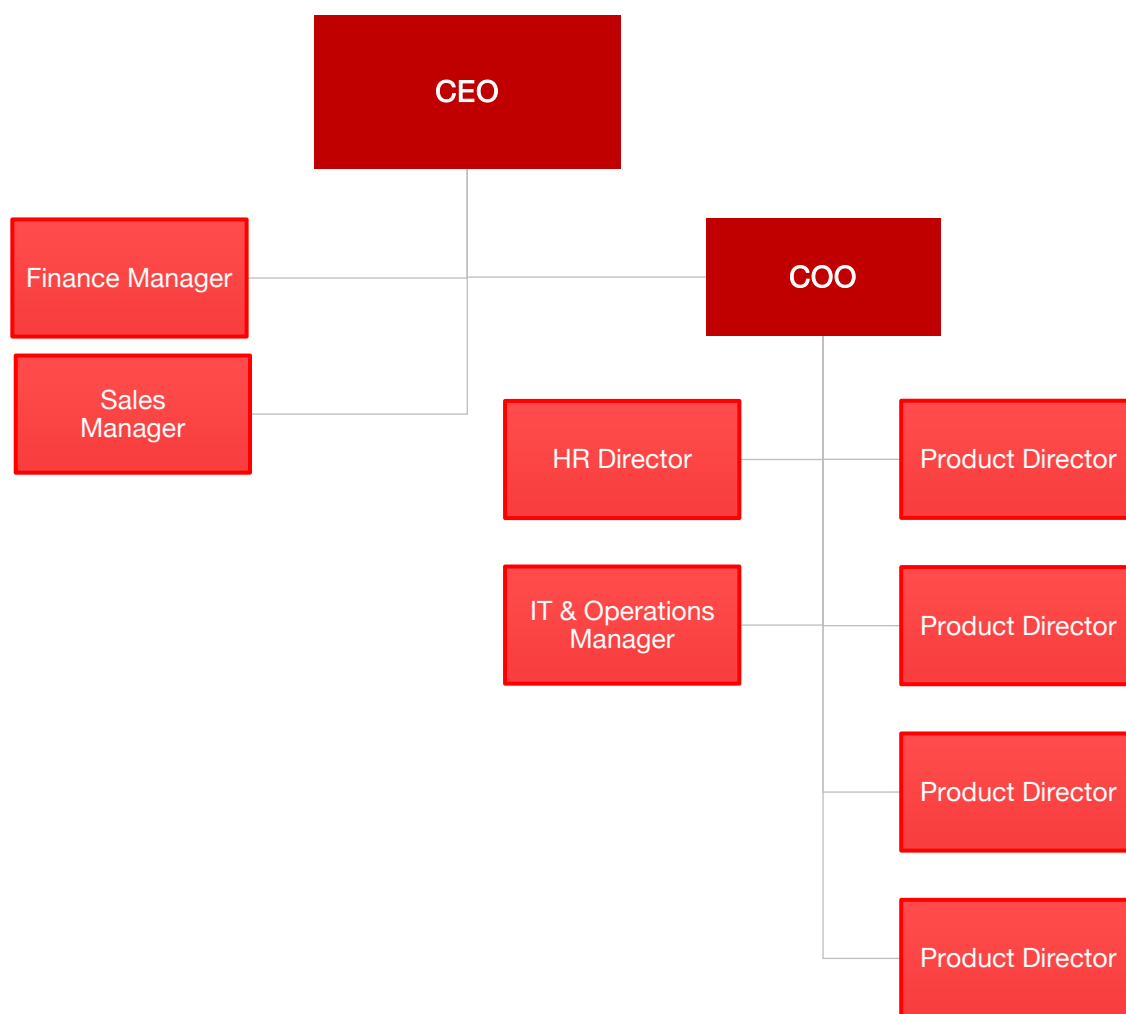 CEO
Finance Manager
COO
Sales
Manager
HR Director
Product Director
IT & Operations
Manager
Product Director
Product Director
Product Director